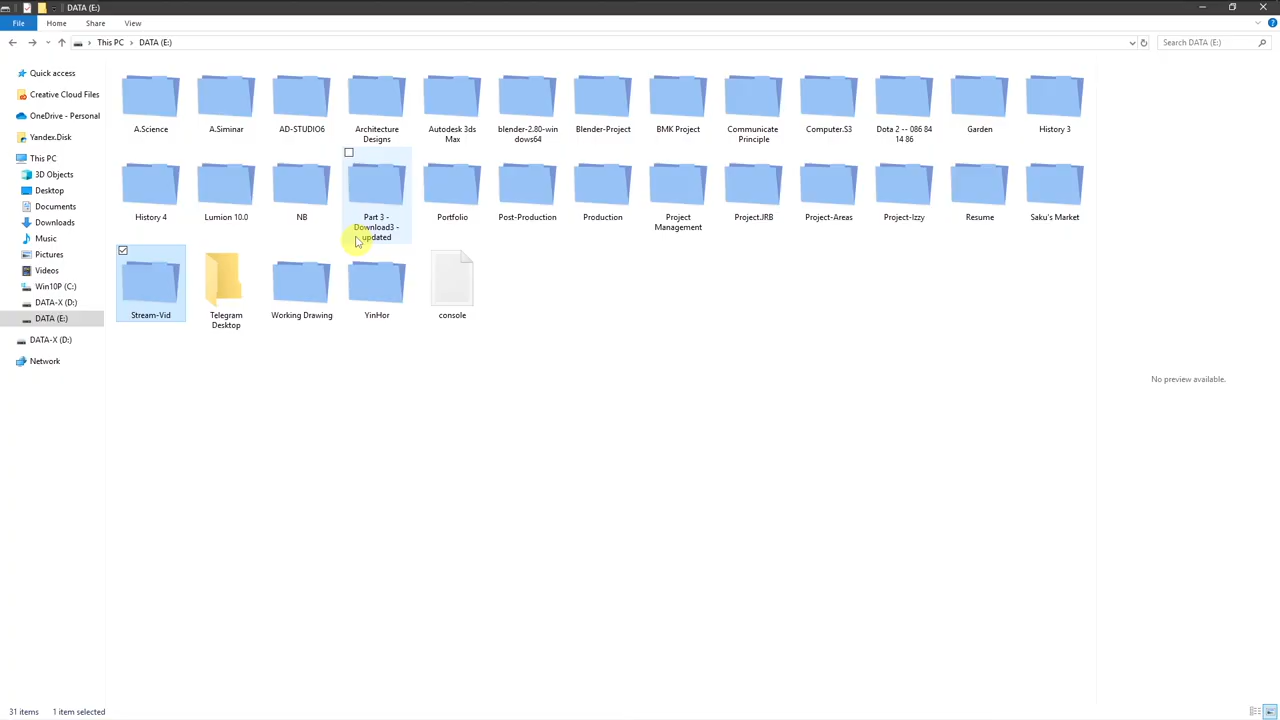 DATA (E:)
File Home Share View
This PC DATA (E:)
Search DATA (E:)
Quick access
Creative Cloud Files
OneDrive - Personal
Yandex.Disk
This PC
3D Objects
Desktop
Documents
Downloads
Music
Pictures
Videos
Win10P (C:)
DATA-X (D:)
DATA (E:)
DATA-X (D:)
Network
A.Science
A.Siminar
AD-STUDIO6
Architecture
Designs
Autodesk 3ds
Max
blender-2.80-win
dows64
Blender-Project
BMK Project
Communicate
Principle
Computer.S3
Dota 2 -- 086 84
14 86
Garden
History 3
History 4
Lumion 10.0
NB
Part 3 -
Download3 -
updated
Portfolio
Post-Production
Production
Project
Management
Project.JRB
Project-Areas
Project-Izzy
Resume
Saku's Market
Stream-Vid
Telegram
Desktop
Working Drawing
YinHor
console
No preview available.
31 items 1 item selected